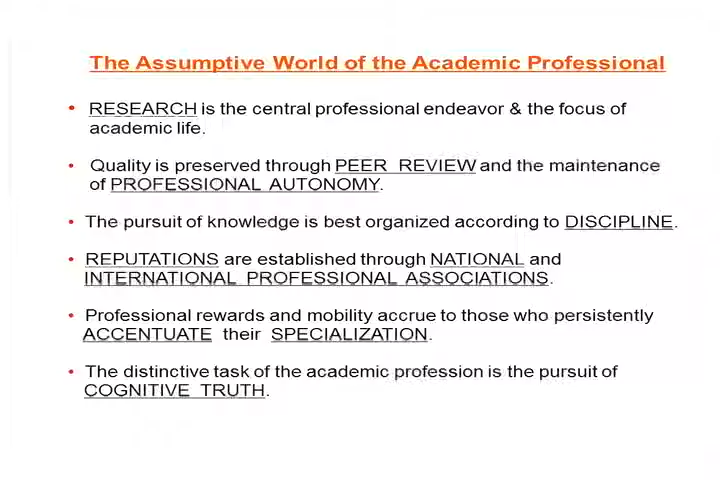 The Assumptive World of the Academic Professional
• RESEARCH is the central professional endeavor & the focus of
academic life.
• Quality is preserved through PEER REVIEW and the maintenance
of PROFESSIONAL AUTONOMY.
• The pursuit of knowledge is best organized according to DISCIPLINE.
• REPUTATIONS are established through NATIONAL and
INTERNATIONAL PROFESSIONAL ASSOCIATIONS.
• Professional rewards and mobility accrue to those who persistently
ACCENTUATE their SPECIALIZATION.
• The distinctive task of the academic profession is the pursuit of
COGNITIVE TRUTH.